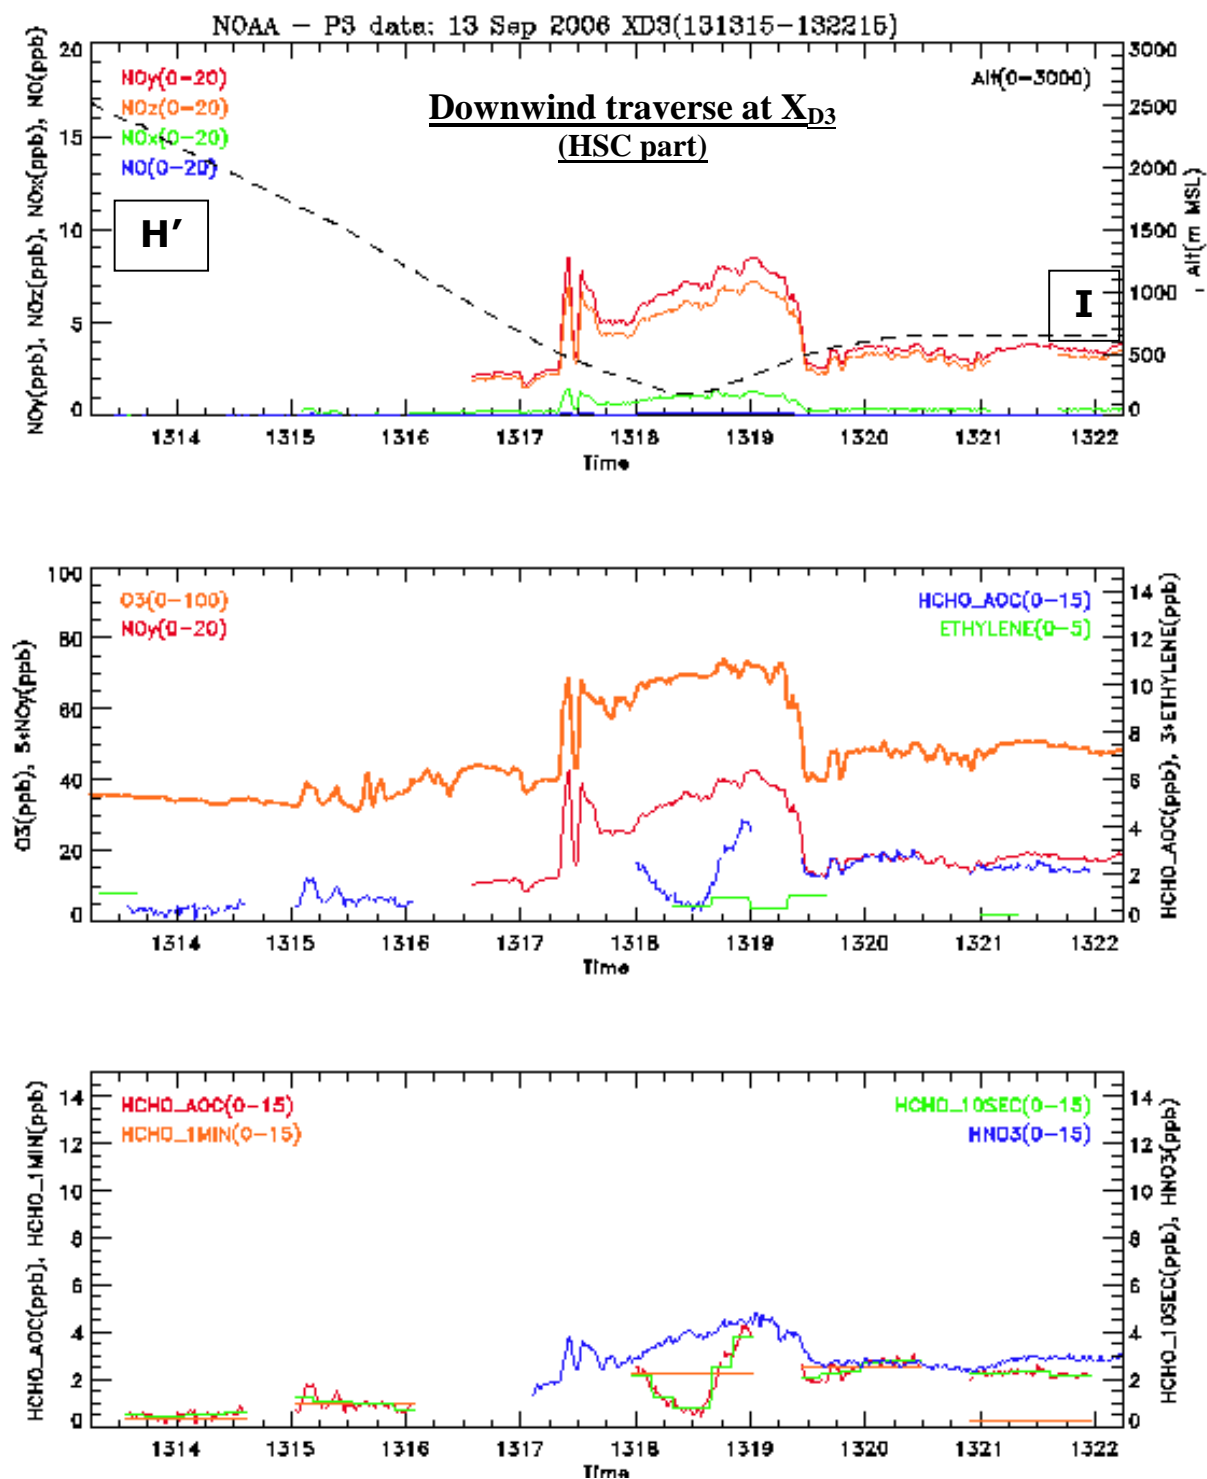 NOAA - P3 data: 13 Sep 2006 XD3(131315-132215)
NOy(ppb), NOz(ppb), NOx(ppb), NO(ppb)
20
15
10
5
0
NOy(0-20)
NOz(0-20)
NOx(0-20)
NO(0-20)
Downwind traverse at XD3
(HSC part)
Alt(0-3000)
H′
I
3000
2500
2000
1500
1000
500
0
Alt(m MSL)
1314 1315 1316 1317 1318 1319 1320 1321 1322
Time
O3(ppb), 5*NOy(ppb)
100
80
60
40
20
0
O3(0-100)
NOy(0-20)
HCHO_AOC(0-15)
ETHYLENE(0-5)
14
12
10
8
6
4
2
0
HCHO_AOC(ppb), 3*ETHYLENE(ppb)
1314 1315 1316 1317 1318 1319 1320 1321 1322
Time
HCHO_AOC(ppb), HCHO_1MIN(ppb)
14
12
10
8
6
4
2
0
HCHO_AOC(0-15)
HCHO_1MIN(0-15)
HCHO_10SEC(0-15)
HNO3(0-15)
14
12
10
8
6
4
2
0
HCHO_10SEC(ppb), HNO3(ppb)
1314 1315 1316 1317 1318 1319 1320 1321 1322
Time